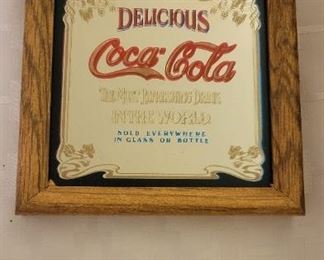 DELICIOUS
Coca-Cola
THE MOST REFRESHING DRINK
IN THE WORLD
SOLD EVERYWHERE
IN GLASS OR BOTTLE